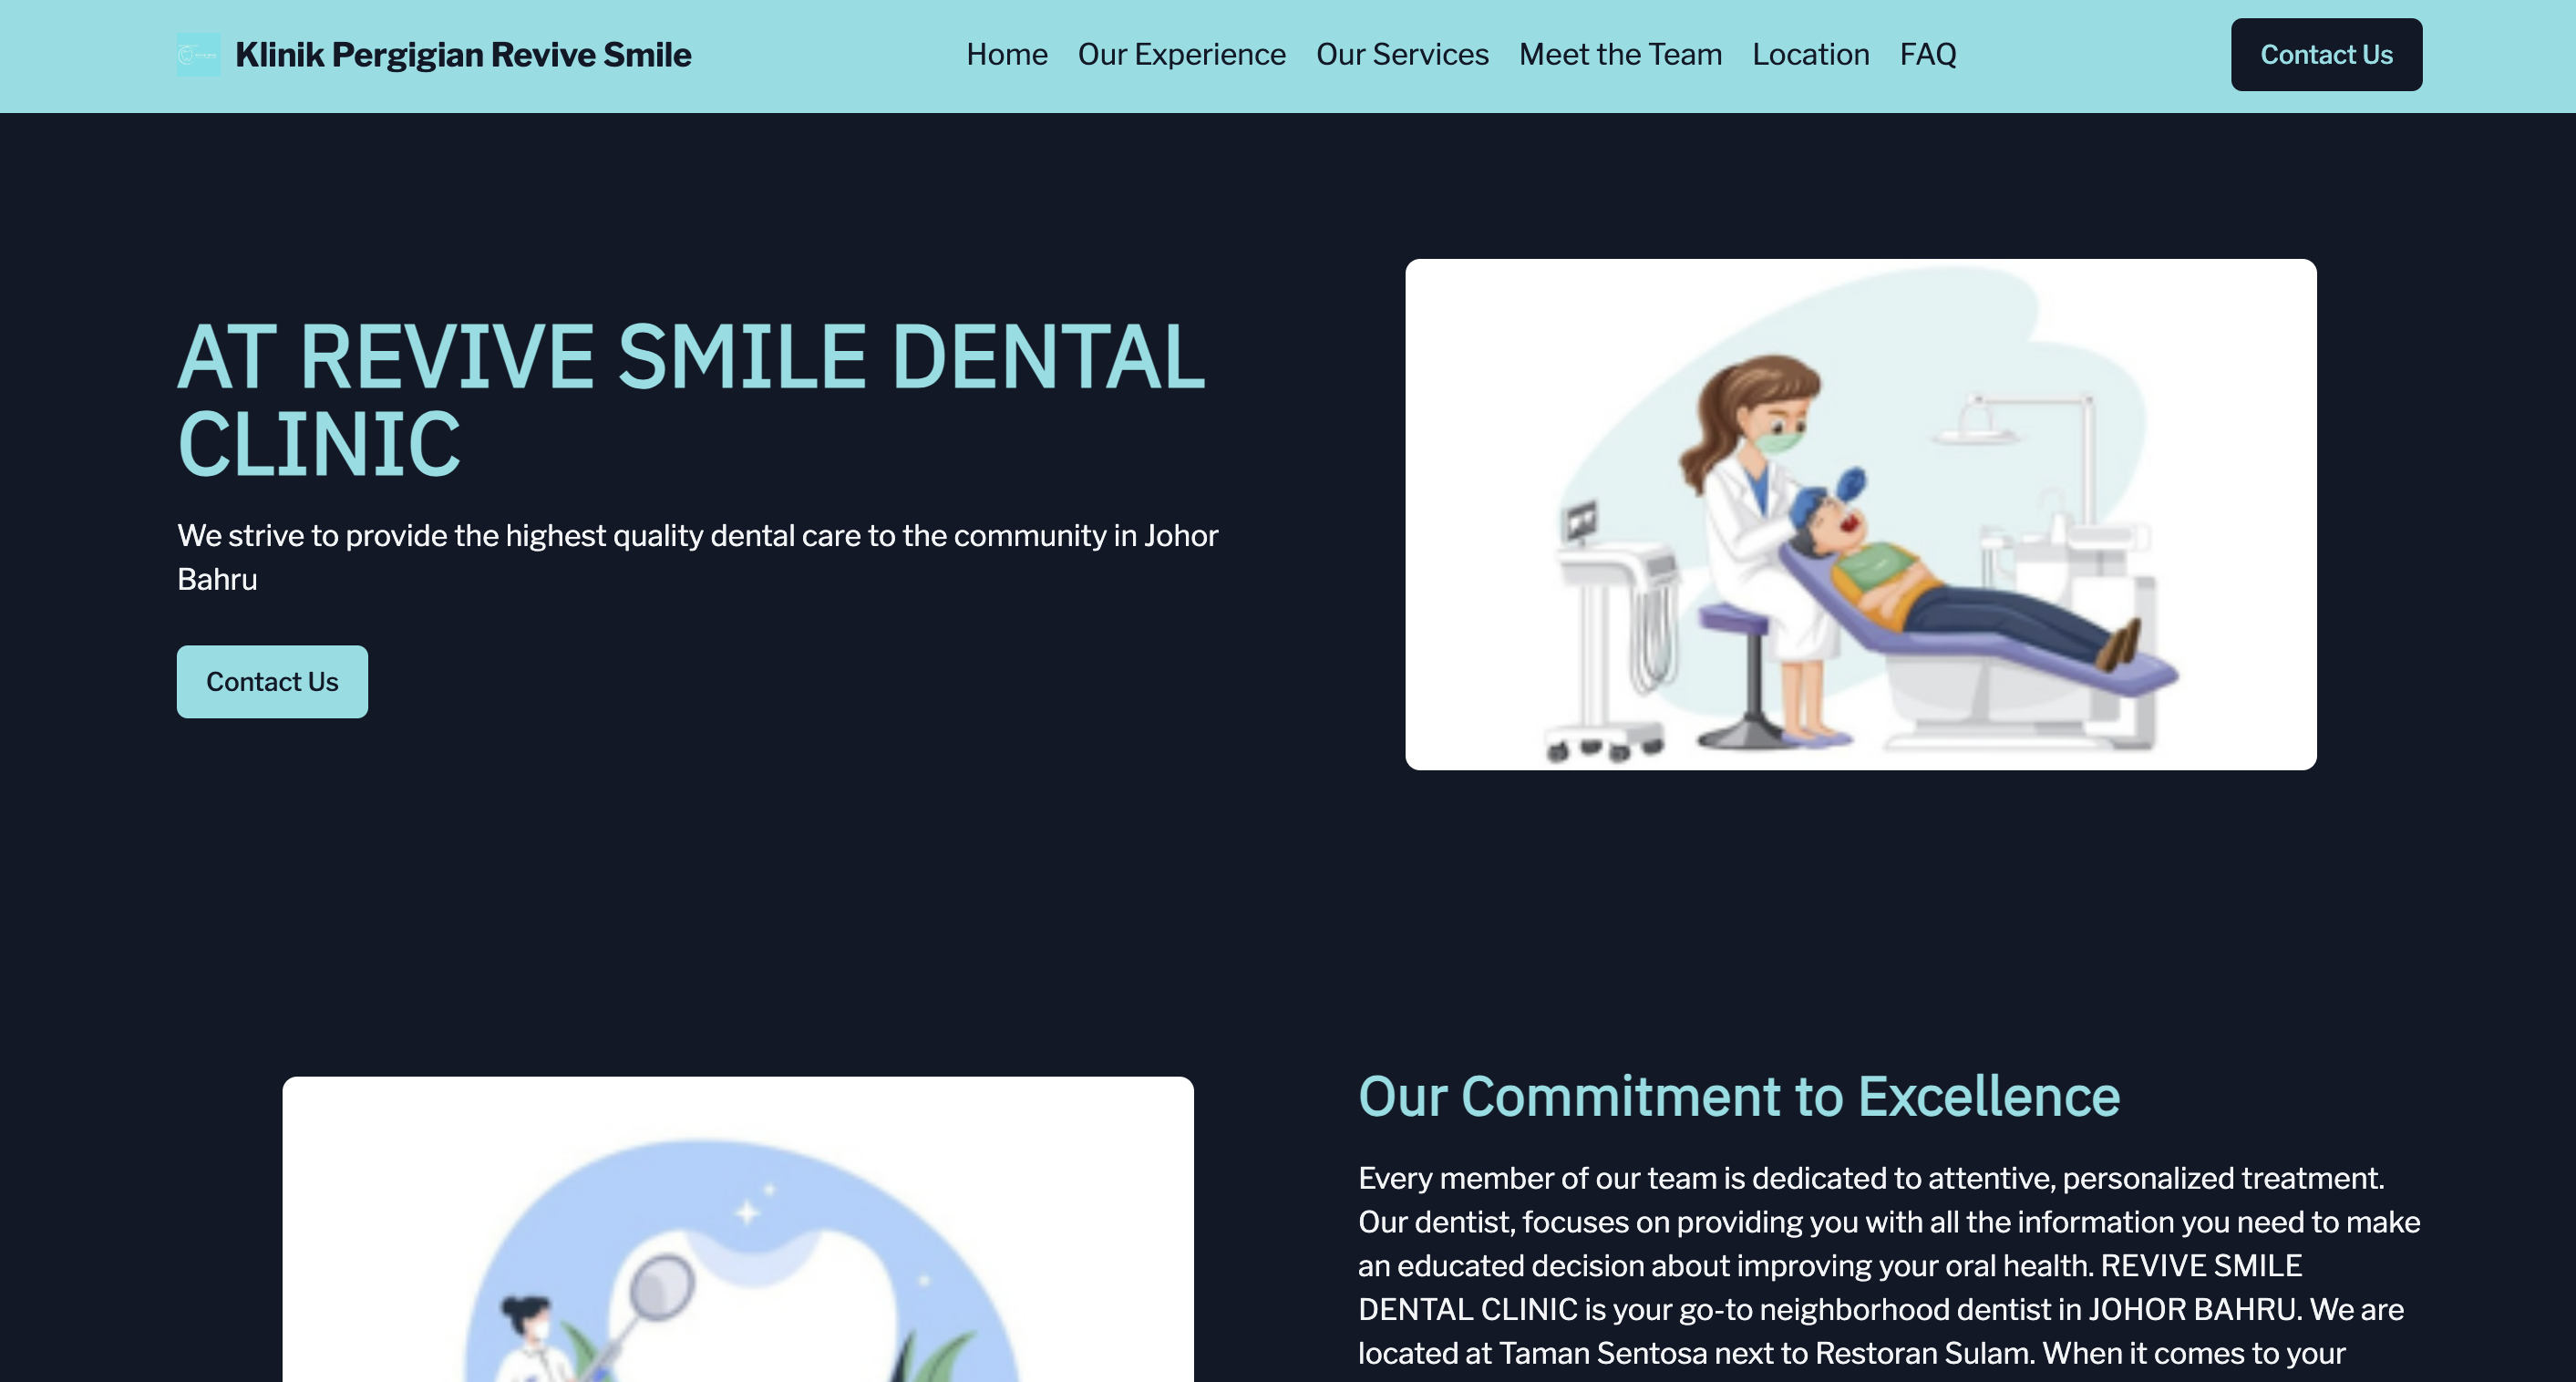 Klinik Pergigian Revive Smile
Home
Our Experience
Our Services
Meet the Team
Location
FAQ
Contact Us
AT REVIVE SMILE DENTAL
CLINIC
We strive to provide the highest quality dental care to the community in Johor
Bahru
Contact Us
Our Commitment to Excellence
Every member of our team is dedicated to attentive, personalized treatment.
Our dentist, focuses on providing you with all the information you need to make
an educated decision about improving your oral health. REVIVE SMILE
DENTAL CLINIC is your go-to neighborhood dentist in JOHOR BAHRU. We are
located at Taman Sentosa next to Restoran Sulam. When it comes to your